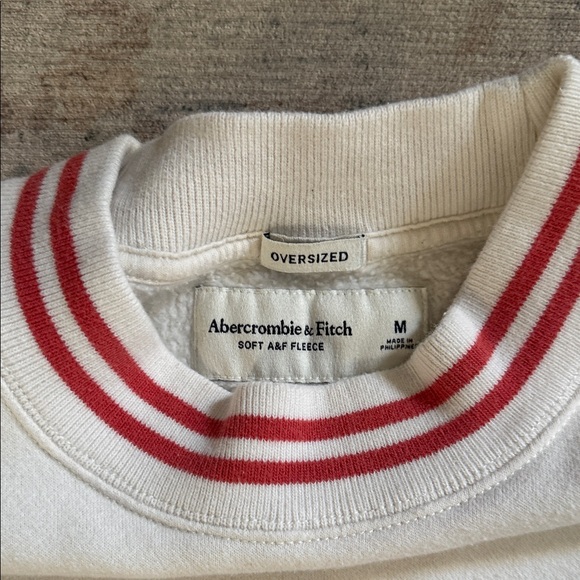 OVERSIZED
Abercrombie & Fitch
SOFT A&F FLEECE
M
MADE IN
PHILIPPINES